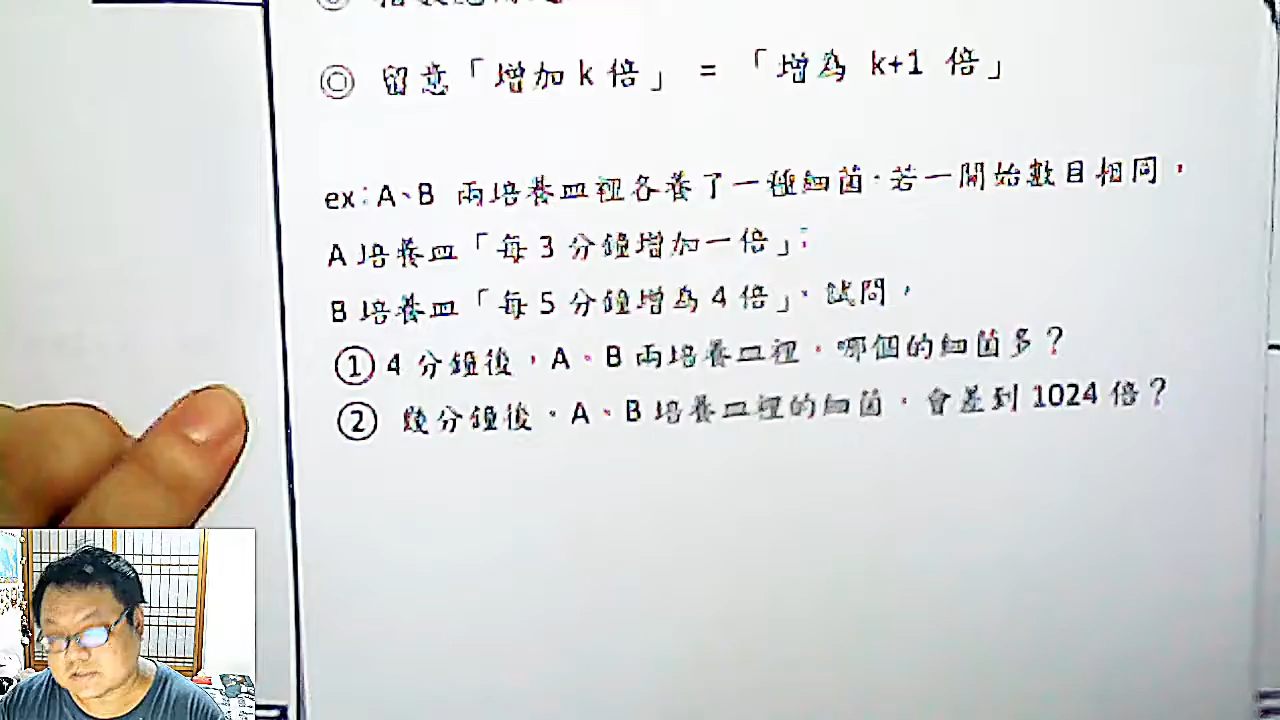 ◎ 留意「增加 k 倍」=「增為 k+1 倍」
ex:A、B 兩培養皿裡各養了一種細菌,若一開始數目相同,
A 培養皿「每 3 分鐘增加一倍」;
B 培養皿「每 5 分鐘增為 4 倍」、試問,
① 4 分鐘後,A、B 兩培養皿裡,哪個的細菌多?
② 幾分鐘後,A、B 培養皿裡的細菌,會差到 1024 倍?